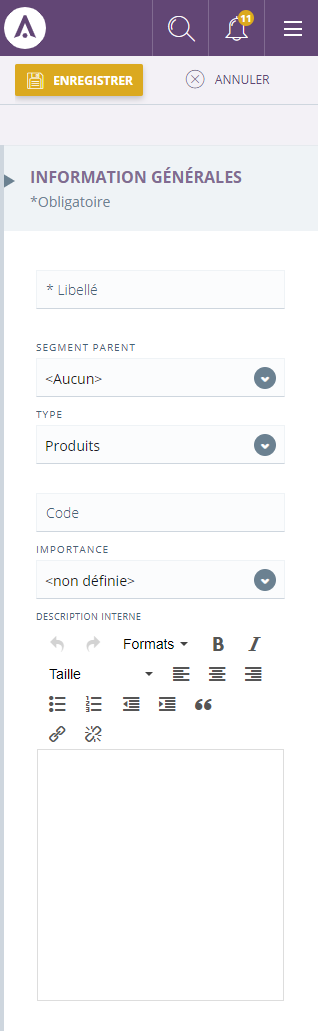 11
ENREGISTRER
ANNULER
INFORMATION GÉNÉRALES
*Obligatoire
* Libellé
SEGMENT PARENT
<Aucun>
TYPE
Produits
Code
IMPORTANCE
<non définie>
DESCRIPTION INTERNE
Formats B I
Taille